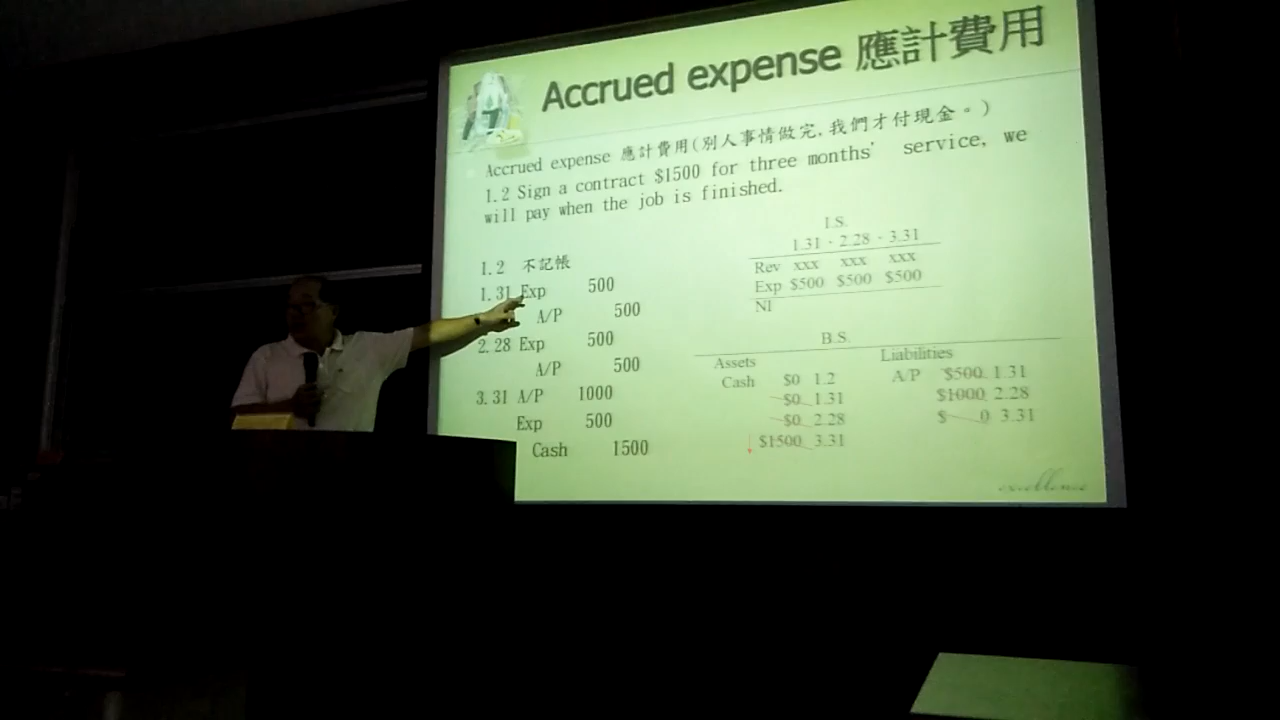 Accrued expense 應計費用
Accrued expense 應計費用(別人事情做完,我們才付現金。)
1.2 Sign a contract $1500 for three months' service, we
will pay when the job is finished.
1.2 不記帳
1.31 Exp 500
A/P 500
2.28 Exp 500
A/P 500
3.31 A/P 1000
Exp 500
Cash 1500
I.S.
1.31 - 2.28 - 3.31
Rev xxx xxx xxx
Exp $500 $500 $500
NI
B.S.
Assets Liabilities
Cash $0 1.2 A/P $500 1.31
$0 1.31 $1000 2.28
$0 2.28 $ 0 3.31
$1500 3.31
excellence